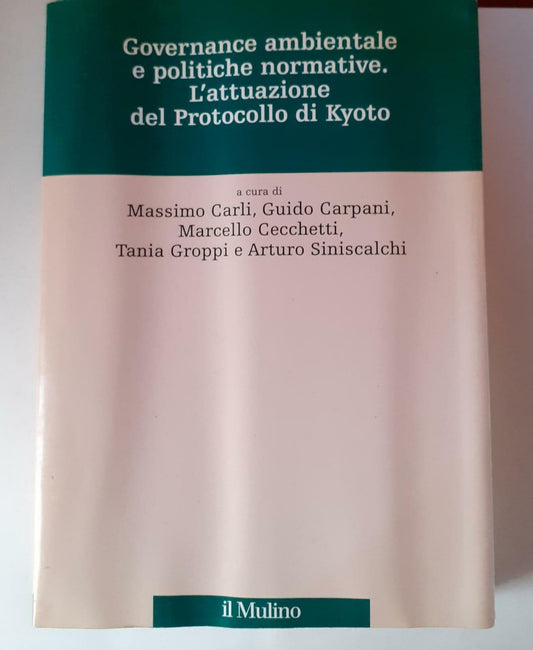 Governance ambientale
e politiche normative.
L'attuazione
del Protocollo di Kyoto
a cura di
Massimo Carli, Guido Carpani,
Marcello Cecchetti,
Tania Groppi e Arturo Siniscalchi
il Mulino